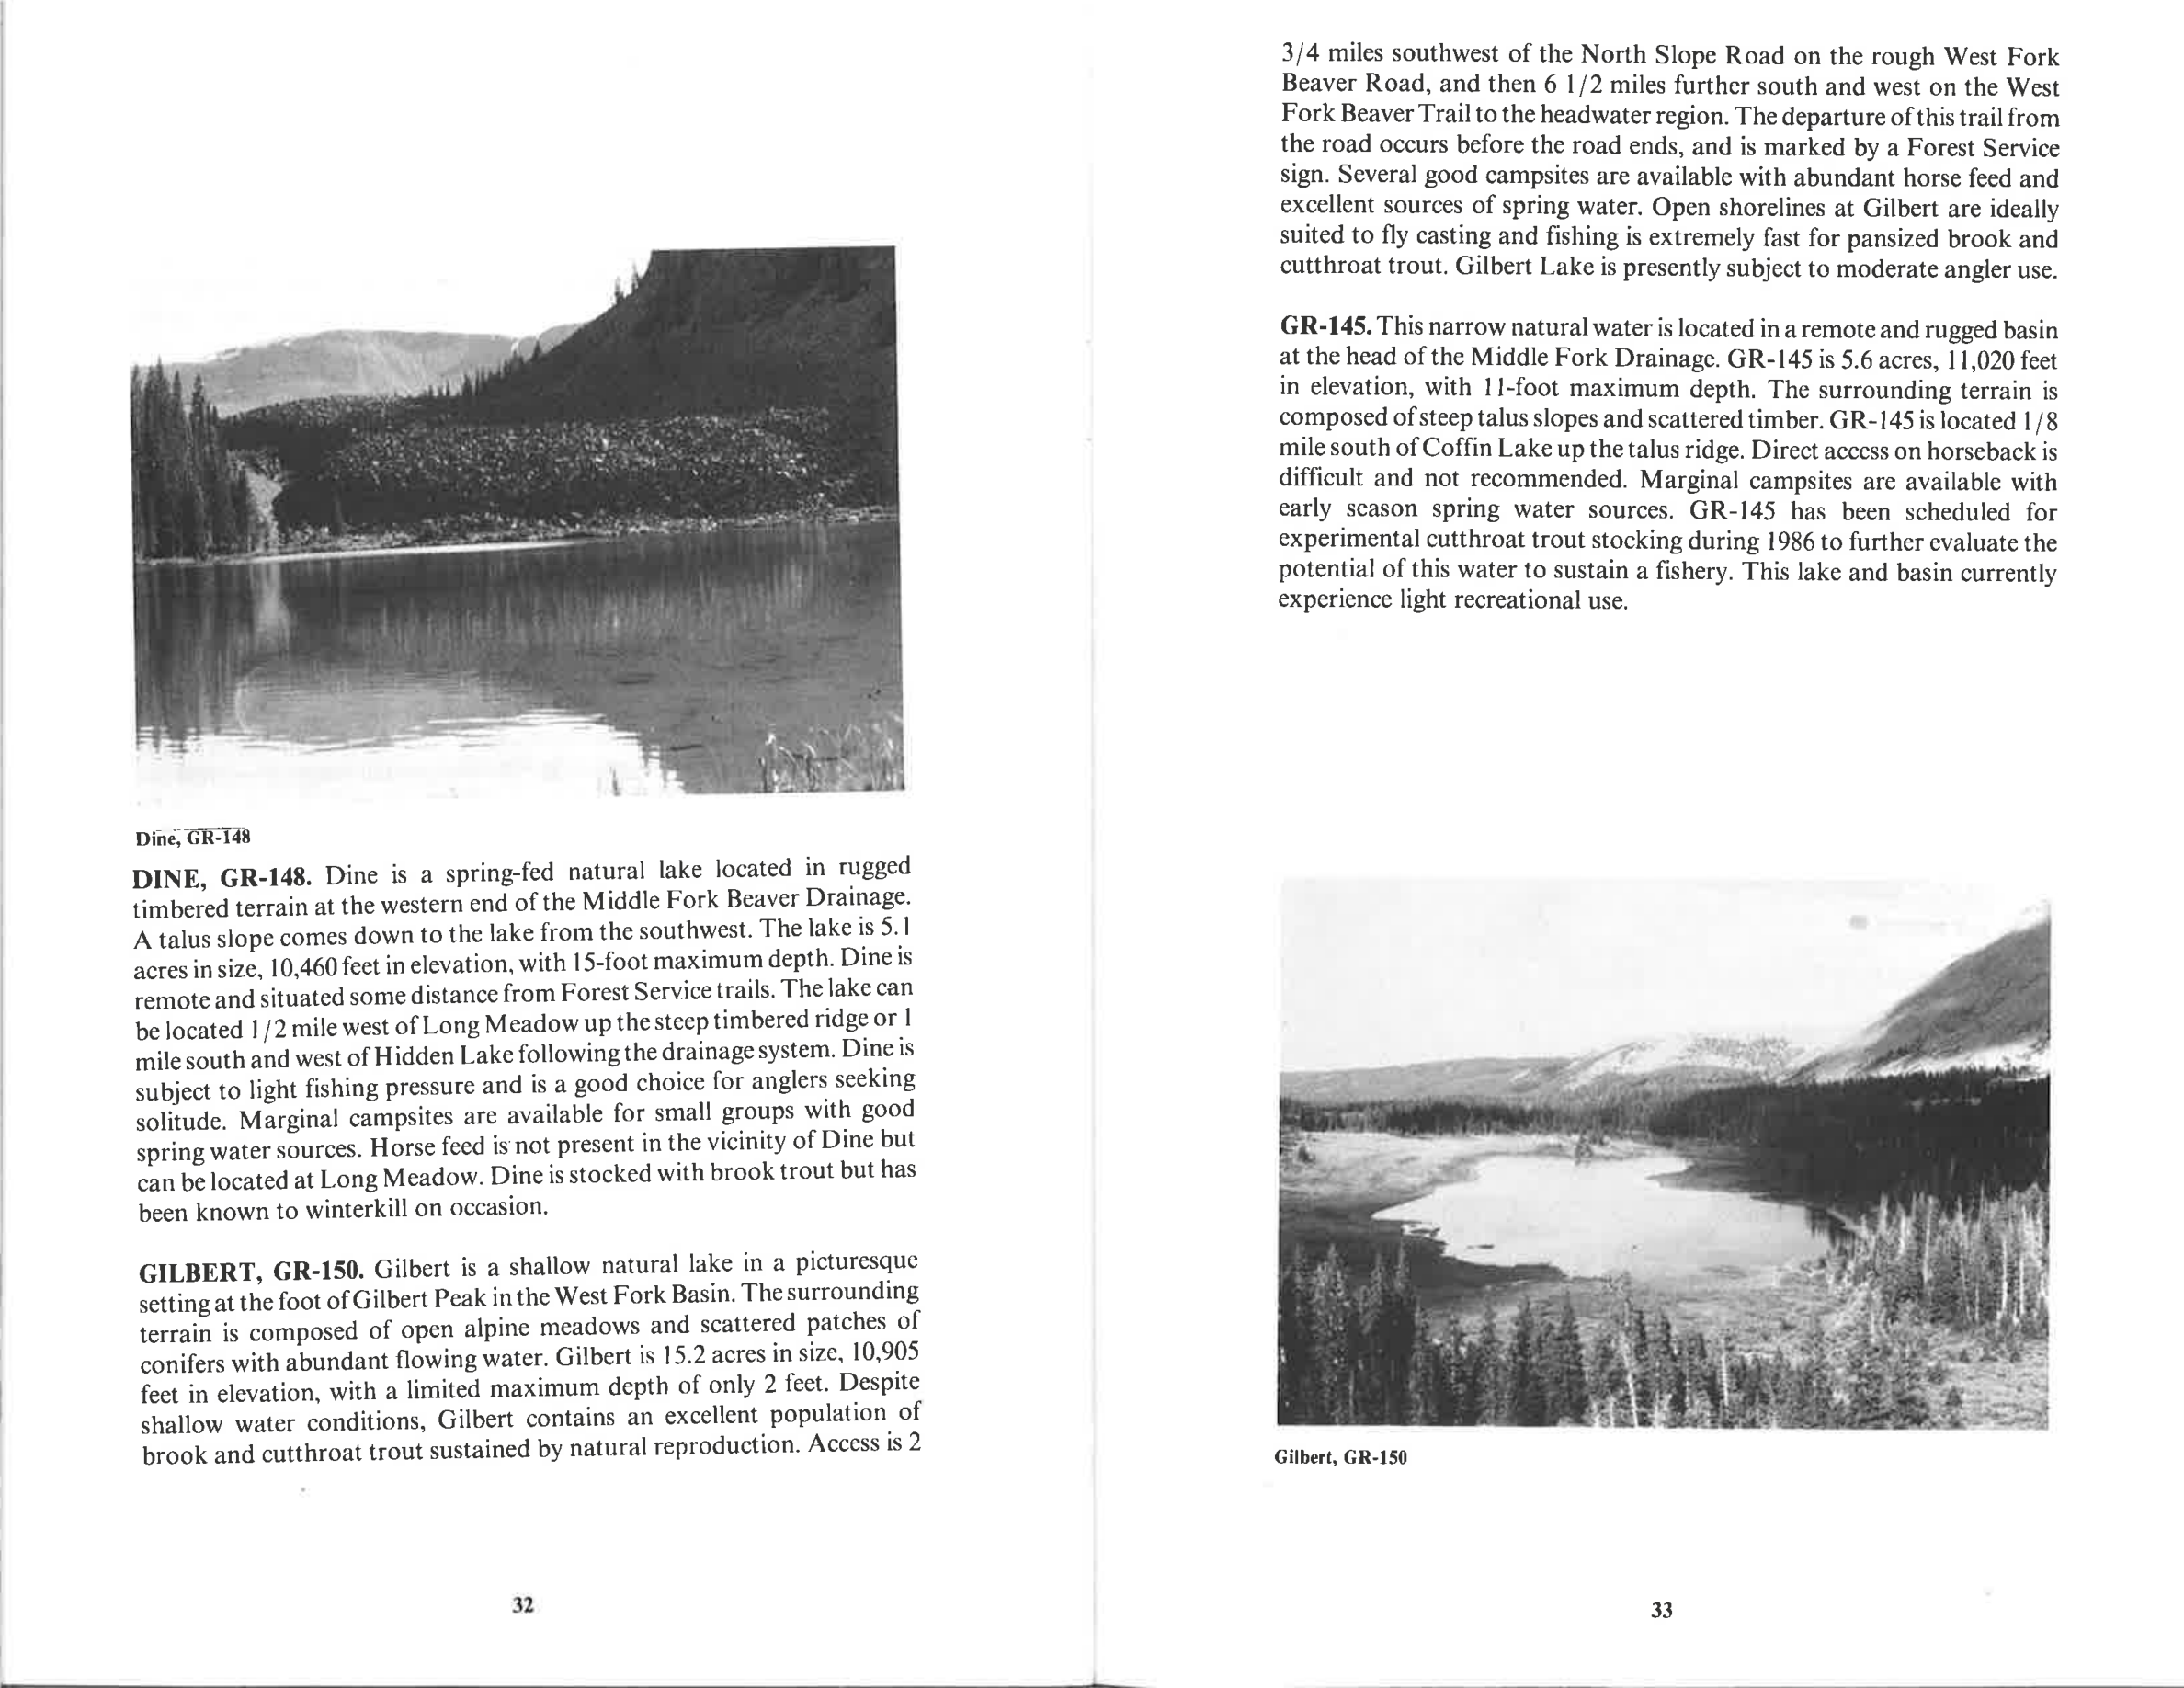 Dine, GR-148
DINE, GR-148. Dine is a spring-fed natural lake located in rugged
timbered terrain at the western end of the Middle Fork Beaver Drainage.
A talus slope comes down to the lake from the southwest. The lake is 5.1
acres in size, 10,460 feet in elevation, with 15-foot maximum depth. Dine is
remote and situated some distance from Forest Service trails. The lake can
be located 1/2 mile west of Long Meadow up the steep timbered ridge or 1
mile south and west of Hidden Lake following the drainage system. Dine is
subject to light fishing pressure and is a good choice for anglers seeking
solitude. Marginal campsites are available for small groups with good
spring water sources. Horse feed is not present in the vicinity of Dine but
can be located at Long Meadow. Dine is stocked with brook trout but has
been known to winterkill on occasion.
GILBERT, GR-150. Gilbert is a shallow natural lake in a picturesque
setting at the foot of Gilbert Peak in the West Fork Basin. The surrounding
terrain is composed of open alpine meadows and scattered patches of
conifers with abundant flowing water. Gilbert is 15.2 acres in size, 10,905
feet in elevation, with a limited maximum depth of only 2 feet. Despite
shallow water conditions, Gilbert contains an excellent population of
brook and cutthroat trout sustained by natural reproduction. Access is 2
32
3/4 miles southwest of the North Slope Road on the rough West Fork
Beaver Road, and then 6 1/2 miles further south and west on the West
Fork Beaver Trail to the headwater region. The departure of this trail from
the road occurs before the road ends, and is marked by a Forest Service
sign. Several good campsites are available with abundant horse feed and
excellent sources of spring water. Open shorelines at Gilbert are ideally
suited to fly casting and fishing is extremely fast for pansized brook and
cutthroat trout. Gilbert Lake is presently subject to moderate angler use.
GR-145. This narrow natural water is located in a remote and rugged basin
at the head of the Middle Fork Drainage. GR-145 is 5.6 acres, 11,020 feet
in elevation, with 11-foot maximum depth. The surrounding terrain is
composed of steep talus slopes and scattered timber. GR-145 is located 1/8
mile south of Coffin Lake up the talus ridge. Direct access on horseback is
difficult and not recommended. Marginal campsites are available with
early season spring water sources. GR-145 has been scheduled for
experimental cutthroat trout stocking during 1986 to further evaluate the
potential of this water to sustain a fishery. This lake and basin currently
experience light recreational use.
Gilbert, GR-150
33